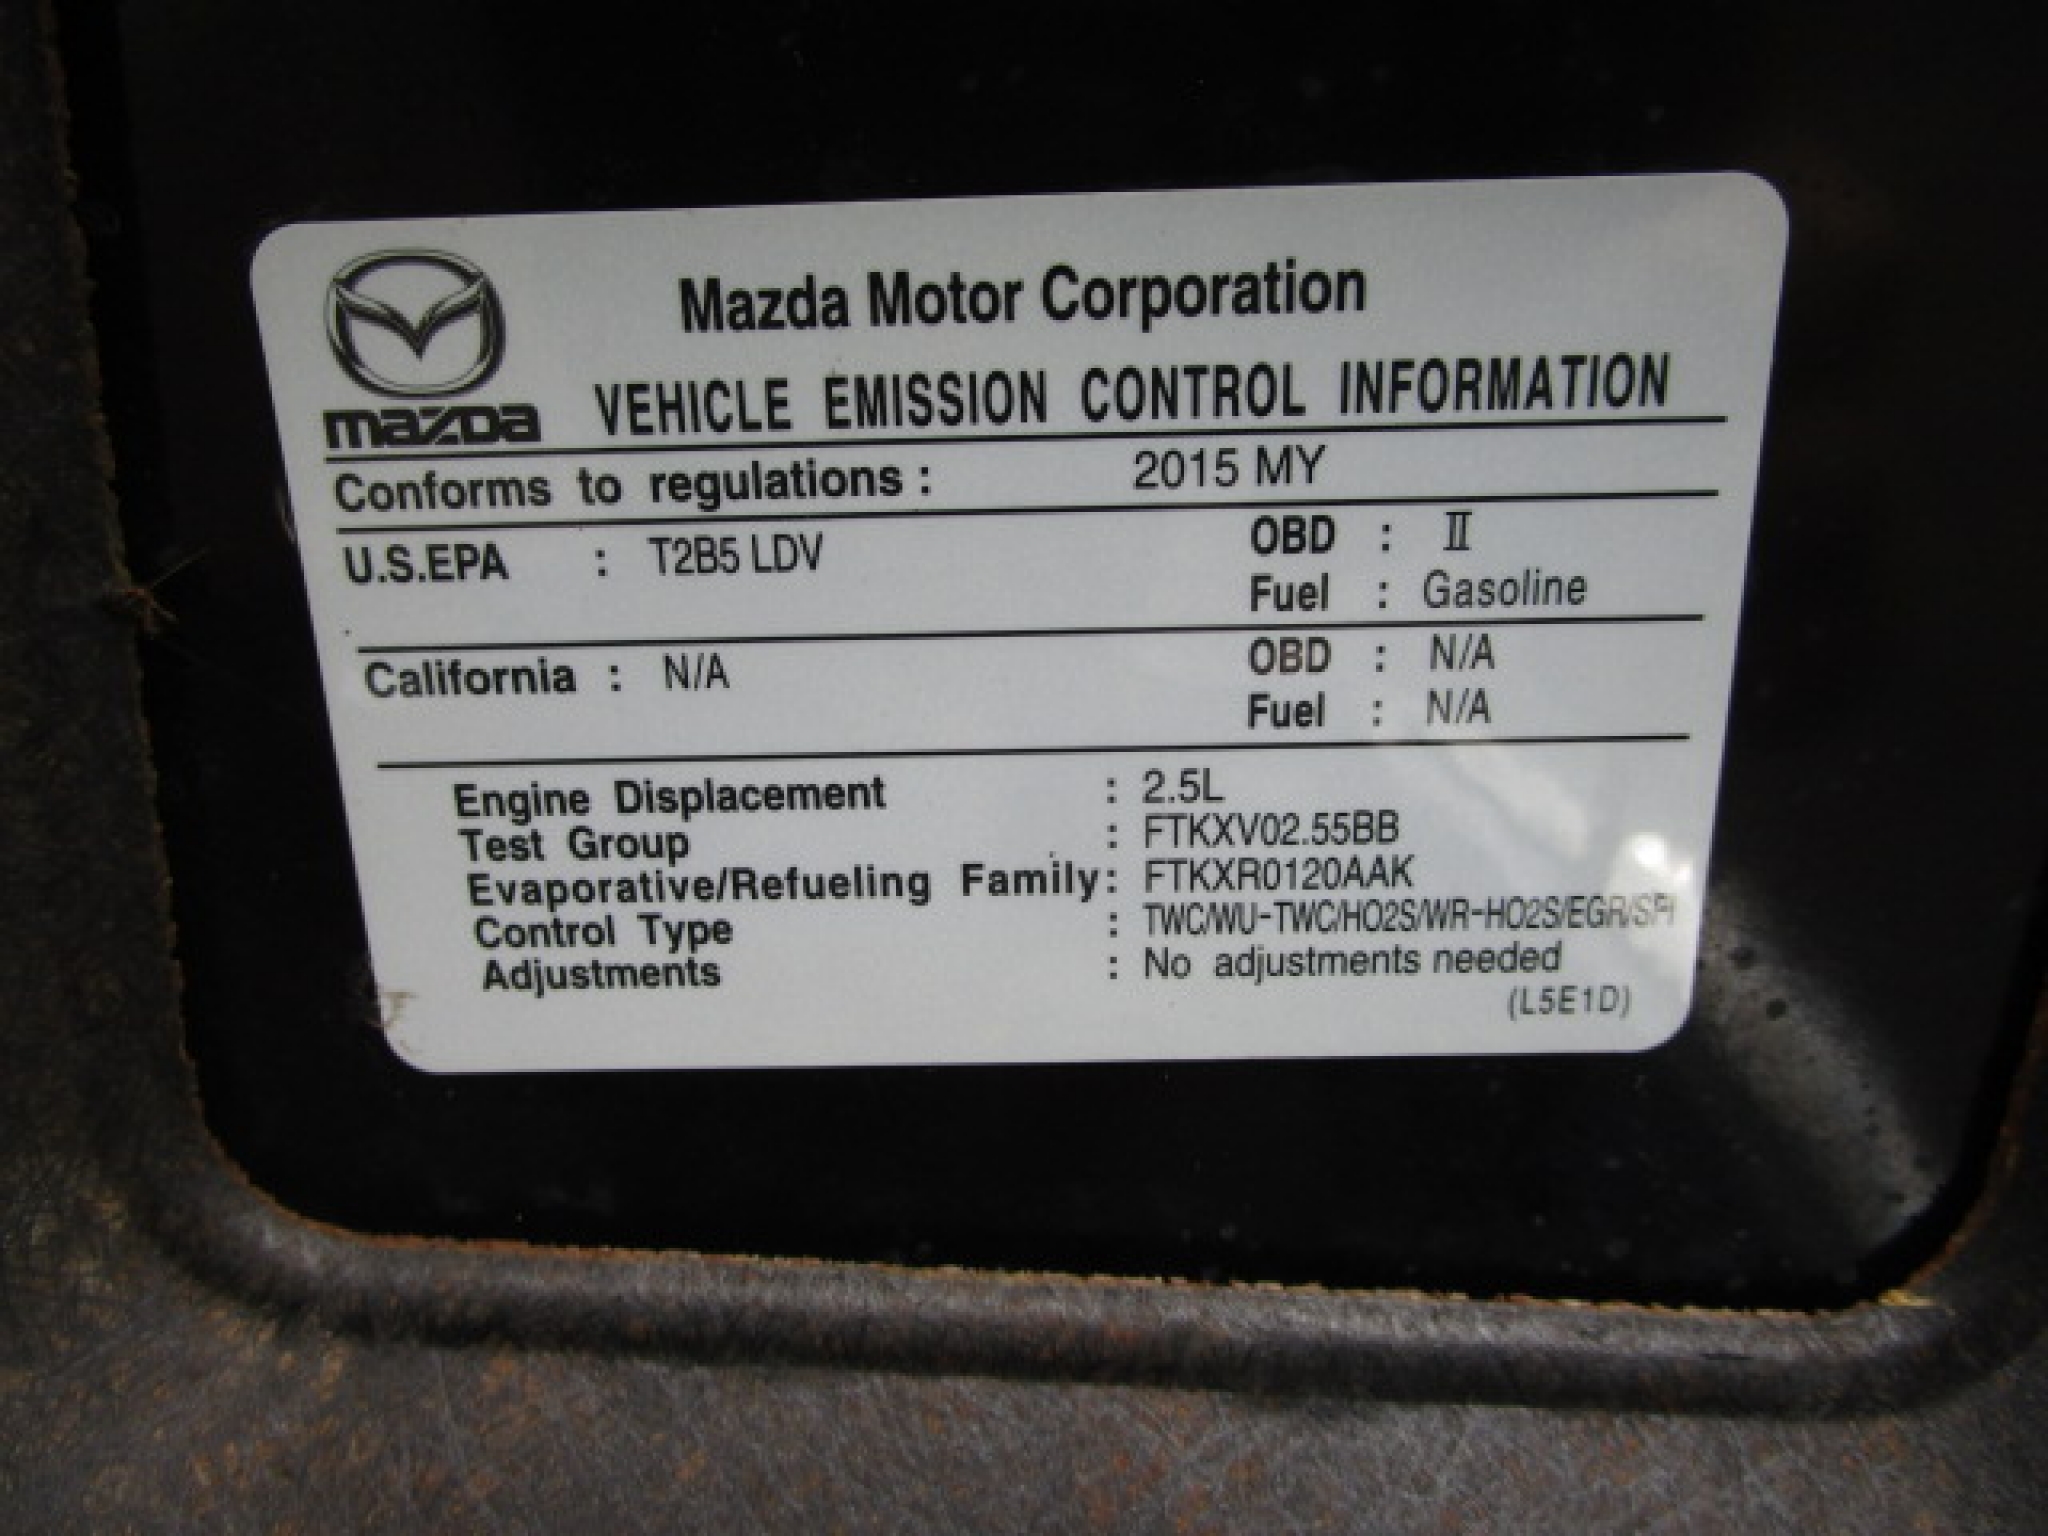 Mazda Motor Corporation
mazda VEHICLE EMISSION CONTROL INFORMATION
Conforms to regulations : 2015 MY
U.S.EPA : T2B5 LDV OBD : II
Fuel : Gasoline
California : N/A OBD : N/A
Fuel : N/A
Engine Displacement : 2.5L
Test Group : FTKXV02.55BB
Evaporative/Refueling Family : FTKXR0120AAK
Control Type : TWC/WU-TWC/HO2S/WR-HO2S/EGR/SFI
Adjustments : No adjustments needed
(L5E1D)